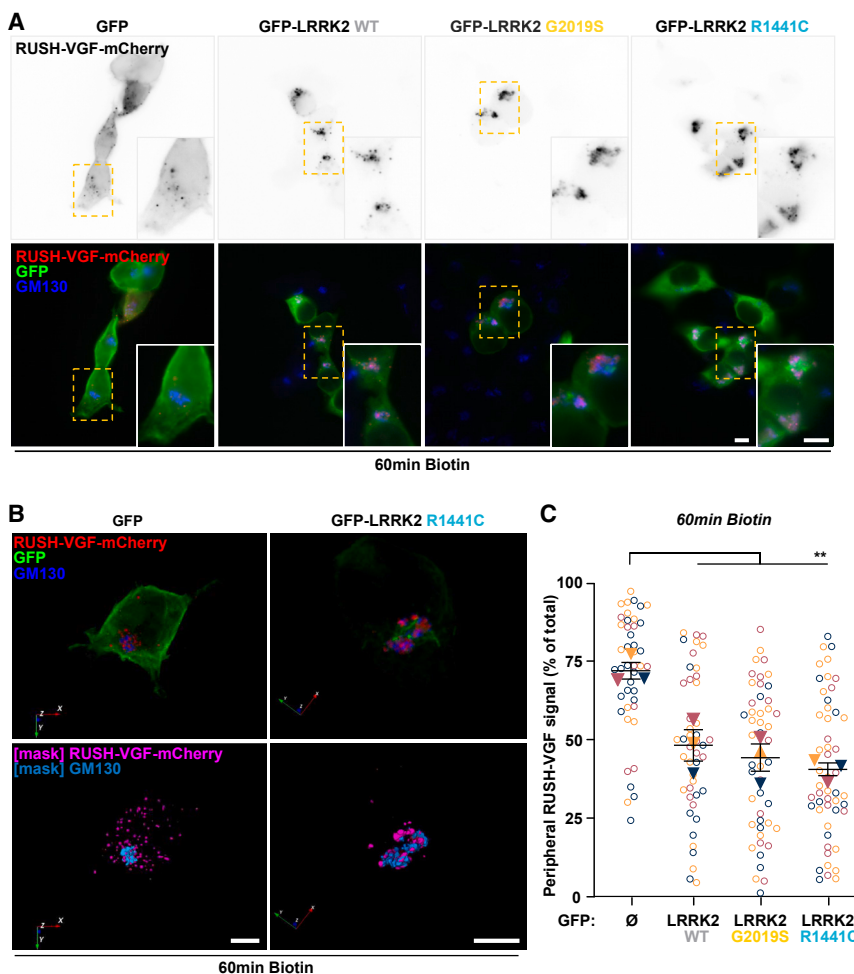 A
GFP
GFP-LRRK2 WT
GFP-LRRK2 G2019S
GFP-LRRK2 R1441C
RUSH-VGF-mCherry
RUSH-VGF-mCherry
GFP
GM130
60min Biotin
B
GFP
GFP-LRRK2 R1441C
RUSH-VGF-mCherry
GFP
GM130
[mask] RUSH-VGF-mCherry
[mask] GM130
60min Biotin
C
60min Biotin
**
Peripheral RUSH-VGF signal (% of total)
100
75
50
25
0
GFP: Ø LRRK2 LRRK2 LRRK2
WT G2019S R1441C